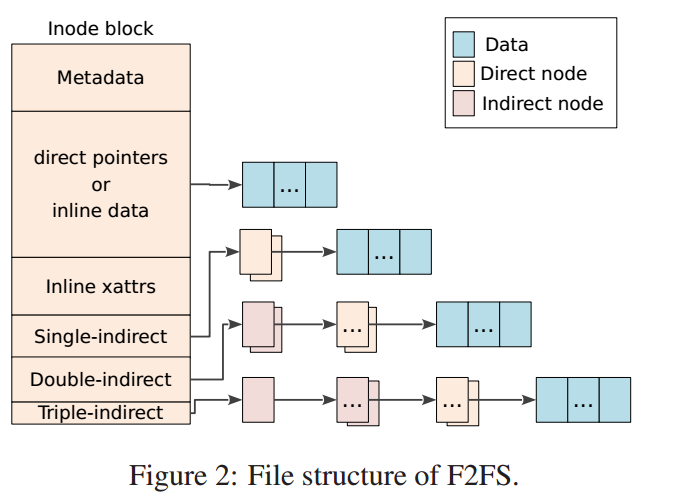 Inode block
Metadata
direct pointers
or
inline data
Inline xattrs
Single-indirect
Double-indirect
Triple-indirect
...
...
...
...
...
...
...
Data
Direct node
Indirect node
Figure 2: File structure of F2FS.